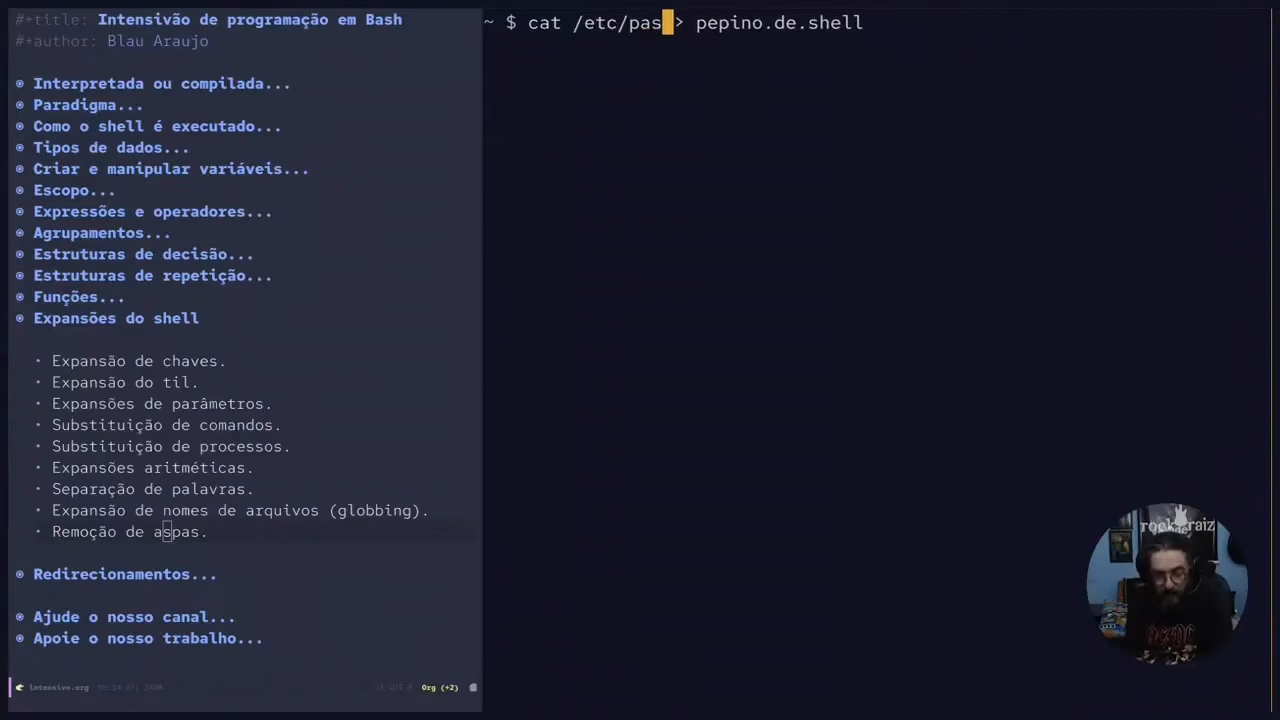 #+title: Intensivão de programação em Bash
#+author: Blau Araujo
Interpretada ou compilada...
Paradigma...
Como o shell é executado...
Tipos de dados...
Criar e manipular variáveis...
Escopo...
Expressões e operadores...
Agrupamentos...
Estruturas de decisão...
Estruturas de repetição...
Funções...
Expansões do shell
• Expansão de chaves.
• Expansão do til.
• Expansões de parâmetros.
• Substituição de comandos.
• Substituição de processos.
• Expansões aritméticas.
• Separação de palavras.
• Expansão de nomes de arquivos (globbing).
• Remoção de aspas.
Redirecionamentos...
Ajude o nosso canal...
Apoie o nosso trabalho...
intensivo.org
Org (+2)
~ $ cat /etc/pas > pepino.de.shell
rock raiz